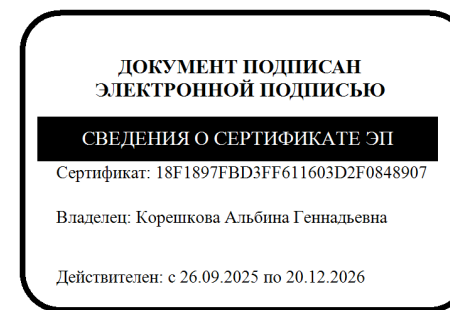 ДОКУМЕНТ ПОДПИСАН
ЭЛЕКТРОННОЙ ПОДПИСЬЮ
СВЕДЕНИЯ О СЕРТИФИКАТЕ ЭП
Сертификат: 18F1897FBD3FF611603D2F0848907
Владелец: Корешкова Альбина Геннадьевна
Действителен: с 26.09.2025 по 20.12.2026